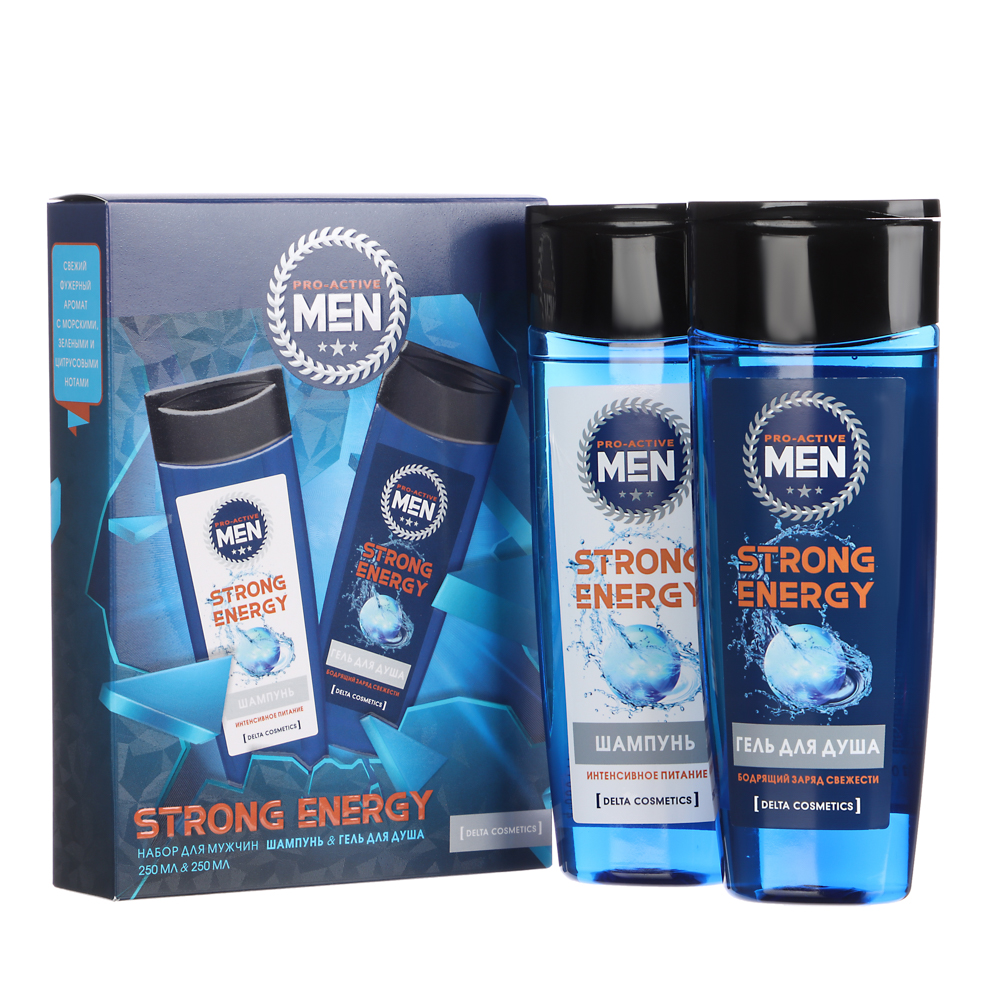 СВЕЖИЙ
ФУЖЕРНЫЙ
АРОМАТ
С МОРСКИМИ,
ЗЕЛЕНЫМИ И
ЦИТРУСОВЫМИ
НОТАМИ
PRO-ACTIVE
MEN
PRO-ACTIVE
MEN
STRONG
ENERGY
ШАМПУНЬ
ИНТЕНСИВНОЕ ПИТАНИЕ
[DELTA COSMETICS]
PRO-ACTIVE
MEN
STRONG
ENERGY
ГЕЛЬ ДЛЯ ДУША
БОДРЯЩИЙ ЗАРЯД СВЕЖЕСТИ
[DELTA COSMETICS]
STRONG ENERGY
НАБОР ДЛЯ МУЖЧИН ШАМПУНЬ & ГЕЛЬ ДЛЯ ДУША
250 МЛ & 250 МЛ
[DELTA COSMETICS]
PRO-ACTIVE
MEN
STRONG
ENERGY
ШАМПУНЬ
ИНТЕНСИВНОЕ ПИТАНИЕ
[DELTA COSMETICS]
PRO-ACTIVE
MEN
STRONG
ENERGY
ГЕЛЬ ДЛЯ ДУША
БОДРЯЩИЙ ЗАРЯД СВЕЖЕСТИ
[DELTA COSMETICS]